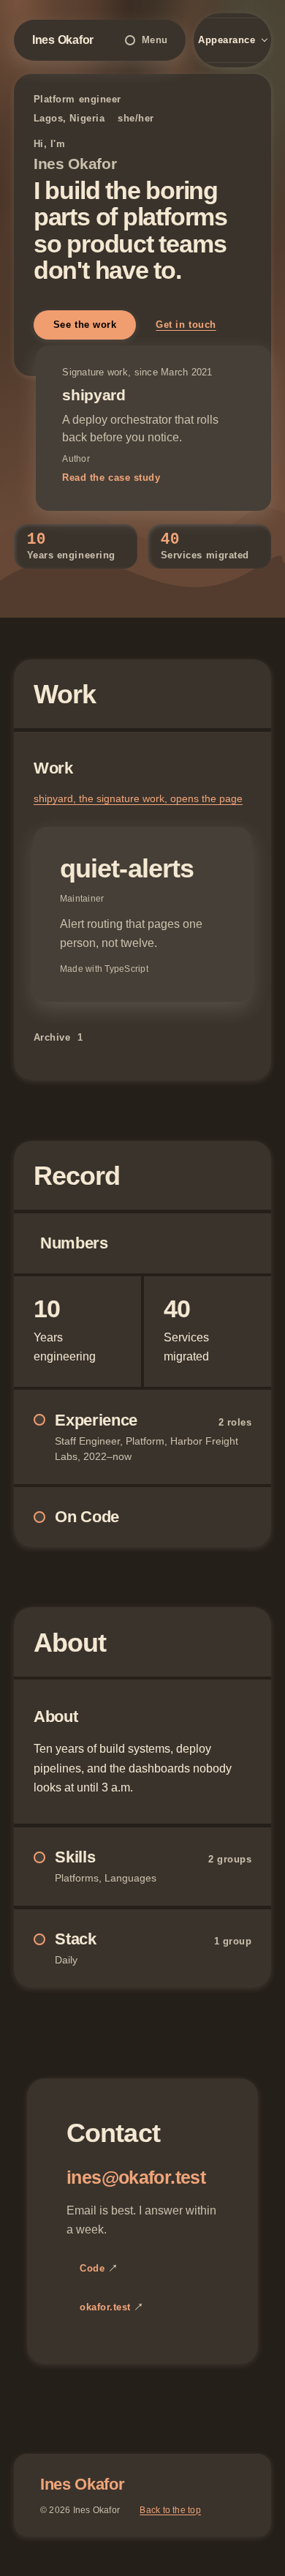 Ines Okafor
Menu
Appearance
Platform engineer
Lagos, Nigeria she/her
Hi, I'm
Ines Okafor
I build the boring
parts of platforms
so product teams
don't have to.
See the work
Get in touch
Signature work, since March 2021
shipyard
A deploy orchestrator that rolls
back before you notice.
Author
Read the case study
10
Years engineering
40
Services migrated
Work
Work
shipyard, the signature work, opens the page
quiet-alerts
Maintainer
Alert routing that pages one
person, not twelve.
Made with TypeScript
Archive 1
Record
Numbers
10
Years
engineering
40
Services
migrated
Experience
2 roles
Staff Engineer, Platform, Harbor Freight
Labs, 2022–now
On Code
About
About
Ten years of build systems, deploy
pipelines, and the dashboards nobody
looks at until 3 a.m.
Skills
2 groups
Platforms, Languages
Stack
1 group
Daily
Contact
ines@okafor.test
Email is best. I answer within
a week.
Code ↗
okafor.test ↗
Ines Okafor
© 2026 Ines Okafor
Back to the top